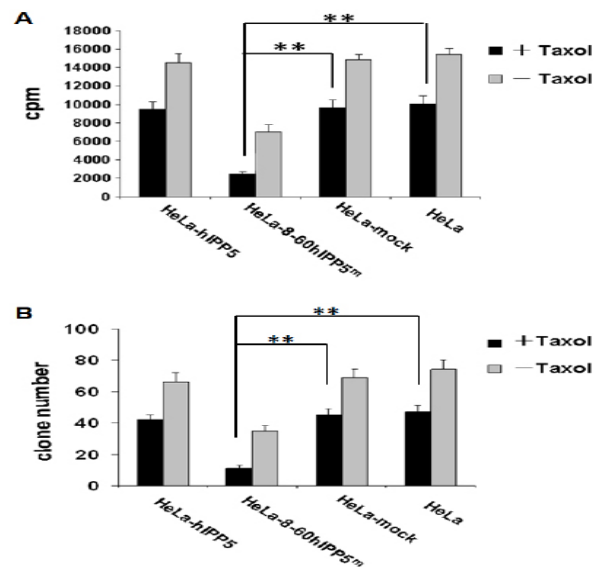 A
cpm
18000
16000
14000
12000
10000
8000
6000
4000
2000
0
**
**
+ Taxol
− Taxol
HeLa-hIPP5
HeLa-8-60hIPP5ᵐ
HeLa-mock
HeLa
B
clone number
100
80
60
40
20
0
**
**
+ Taxol
− Taxol
HeLa-hIPP5
HeLa-8-60hIPP5ᵐ
HeLa-mock
HeLa